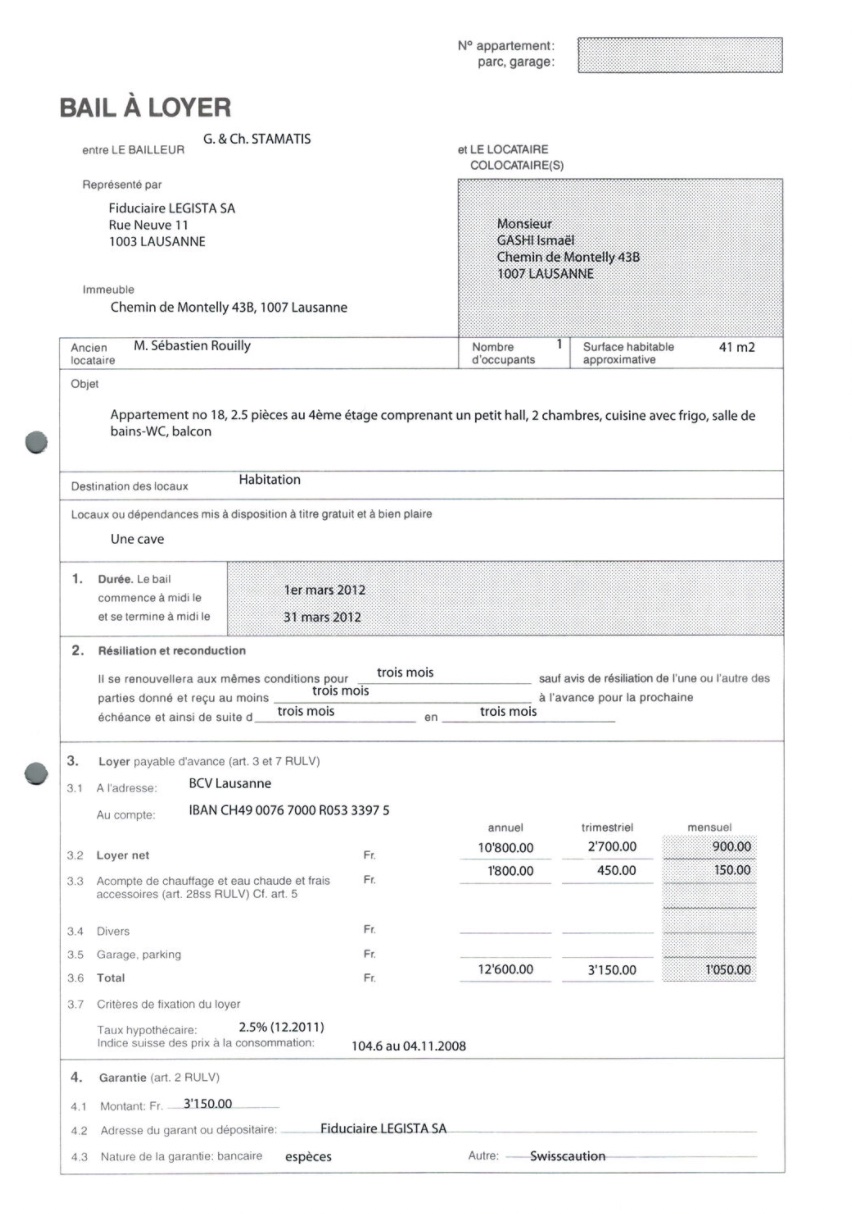 N° appartement:
parc, garage:
BAIL À LOYER
entre LE BAILLEUR G. & Ch. STAMATIS
et LE LOCATAIRE
COLOCATAIRE(S)
Représenté par
Fiduciaire LEGISTA SA
Rue Neuve 11
1003 LAUSANNE
Monsieur
GASHI Ismaël
Chemin de Montelly 43B
1007 LAUSANNE
Immeuble
Chemin de Montelly 43B, 1007 Lausanne
Ancien locataire M. Sébastien Rouilly
Nombre d'occupants 1
Surface habitable approximative 41 m2
Objet
Appartement no 18, 2.5 pièces au 4ème étage comprenant un petit hall, 2 chambres, cuisine avec frigo, salle de
bains-WC, balcon
Destination des locaux Habitation
Locaux ou dépendances mis à disposition à titre gratuit et à bien plaire
Une cave
1. Durée. Le bail
commence à midi le 1er mars 2012
et se termine à midi le 31 mars 2012
2. Résiliation et reconduction
Il se renouvellera aux mêmes conditions pour trois mois sauf avis de résiliation de l'une ou l'autre des
parties donné et reçu au moins trois mois à l'avance pour la prochaine
échéance et ainsi de suite d trois mois en trois mois
3. Loyer payable d'avance (art. 3 et 7 RULV)
3.1 A l'adresse: BCV Lausanne
Au compte: IBAN CH49 0076 7000 R053 3397 5
annuel trimestriel mensuel
3.2 Loyer net Fr. 10'800.00 2'700.00 900.00
3.3 Acompte de chauffage et eau chaude et frais Fr. 1'800.00 450.00 150.00
accessoires (art. 28ss RULV) Cf. art. 5
3.4 Divers Fr.
3.5 Garage, parking Fr.
3.6 Total Fr. 12'600.00 3'150.00 1'050.00
3.7 Critères de fixation du loyer
Taux hypothécaire: 2.5% (12.2011)
Indice suisse des prix à la consommation: 104.6 au 04.11.2008
4. Garantie (art. 2 RULV)
4.1 Montant: Fr. 3'150.00
4.2 Adresse du garant ou dépositaire: Fiduciaire LEGISTA SA
4.3 Nature de la garantie: bancaire espèces Autre: Swisscaution